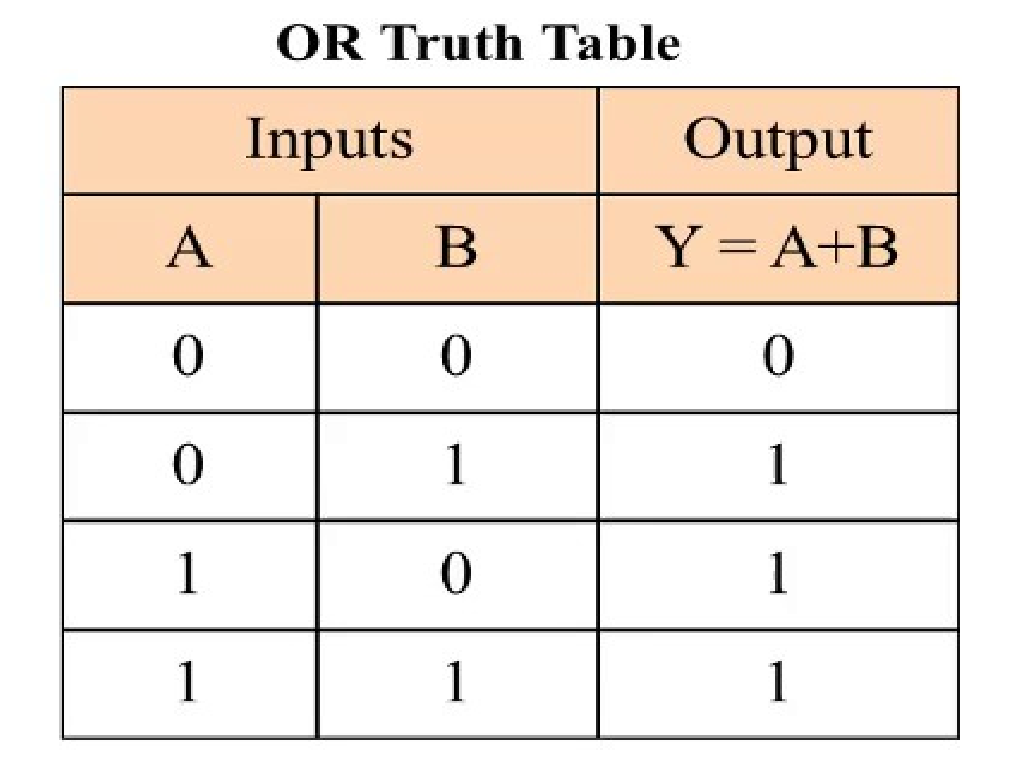 OR Truth Table
Inputs Output
A B Y = A+B
0 0 0
0 1 1
1 0 1
1 1 1